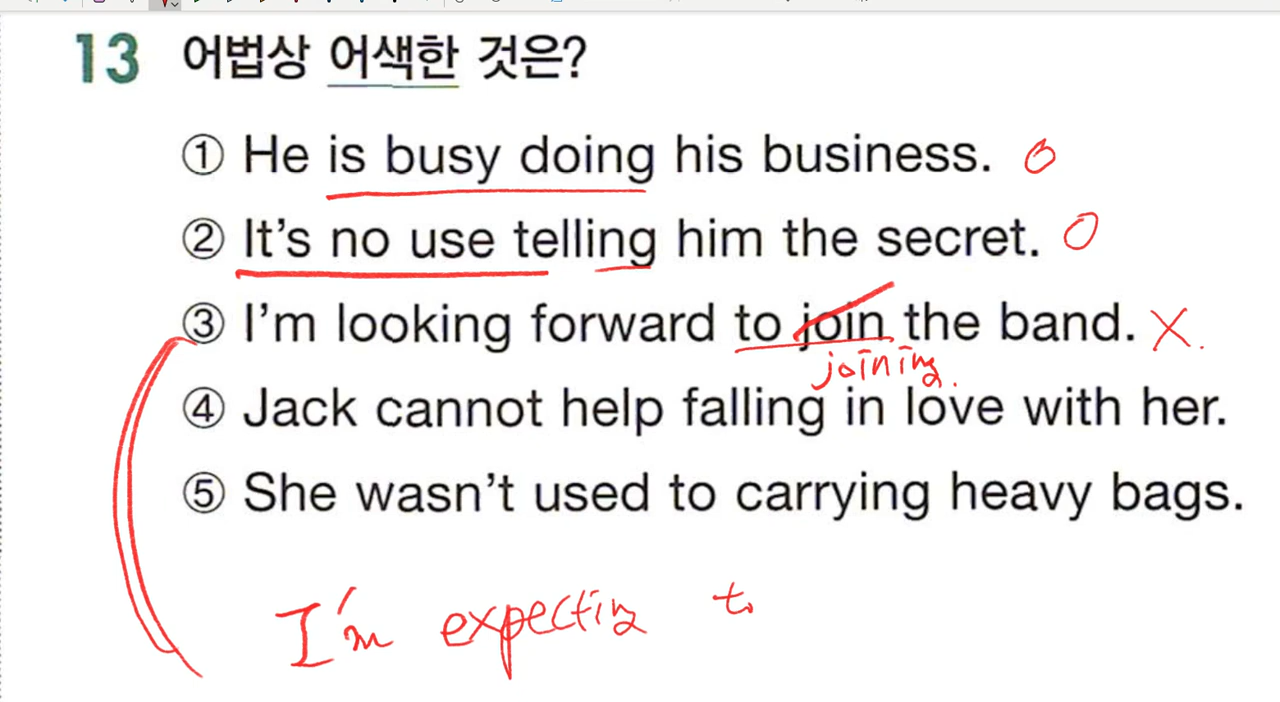 13 어법상 어색한 것은?
① He is busy doing his business. O
② It's no use telling him the secret. O
③ I'm looking forward to join the band. X.
joining.
④ Jack cannot help falling in love with her.
⑤ She wasn't used to carrying heavy bags.
I'm expecting to